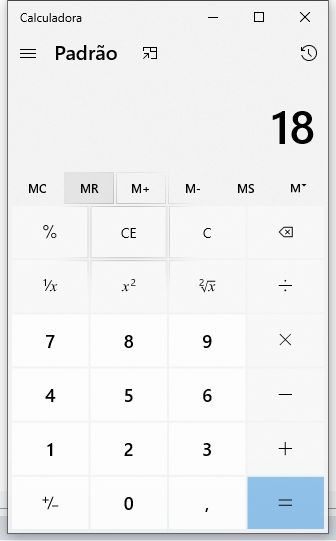 Calculadora
Padrão
18
MC MR M+ M- MS M˅
% CE C
¹/x x² ²√x ÷
7 8 9 ×
4 5 6 −
1 2 3 +
+/− 0 , =